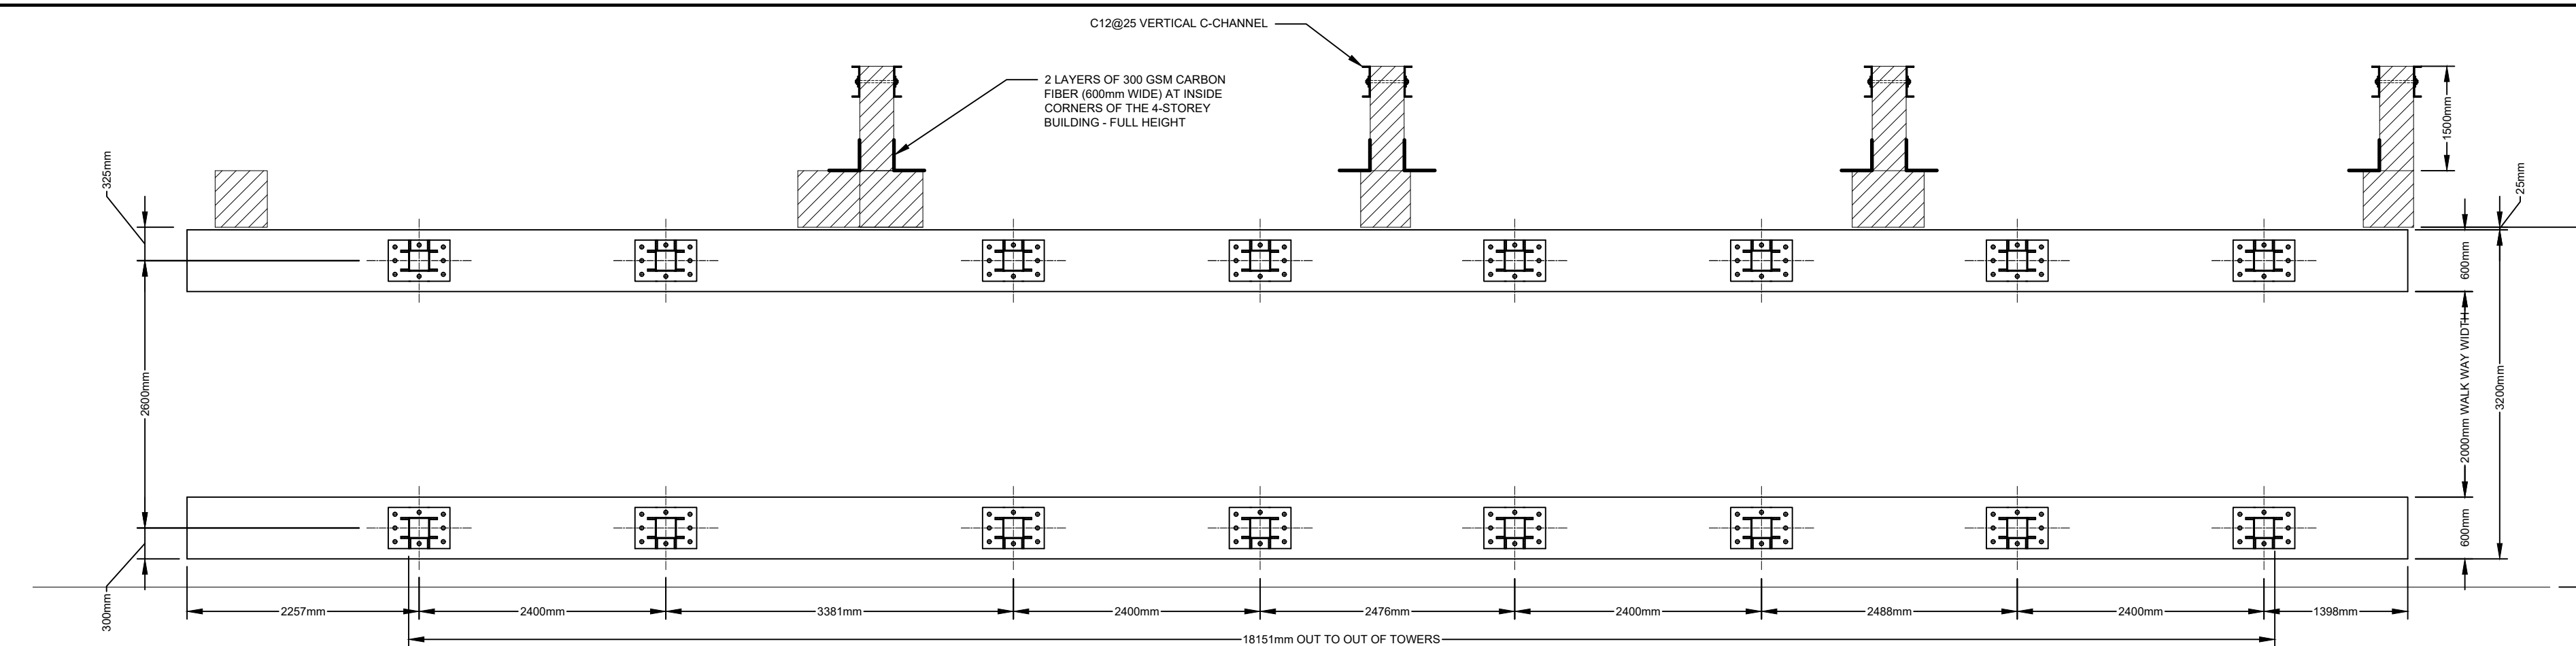 C12@25 VERTICAL C-CHANNEL
2 LAYERS OF 300 GSM CARBON
FIBER (600mm WIDE) AT INSIDE
CORNERS OF THE 4-STOREY
BUILDING - FULL HEIGHT
325mm
2600mm
300mm
1500mm
25mm
600mm
2000mm WALK WAY WIDTH
3200mm
600mm
2257mm
2400mm
3381mm
2400mm
2476mm
2400mm
2488mm
2400mm
1398mm
18151mm OUT TO OUT OF TOWERS